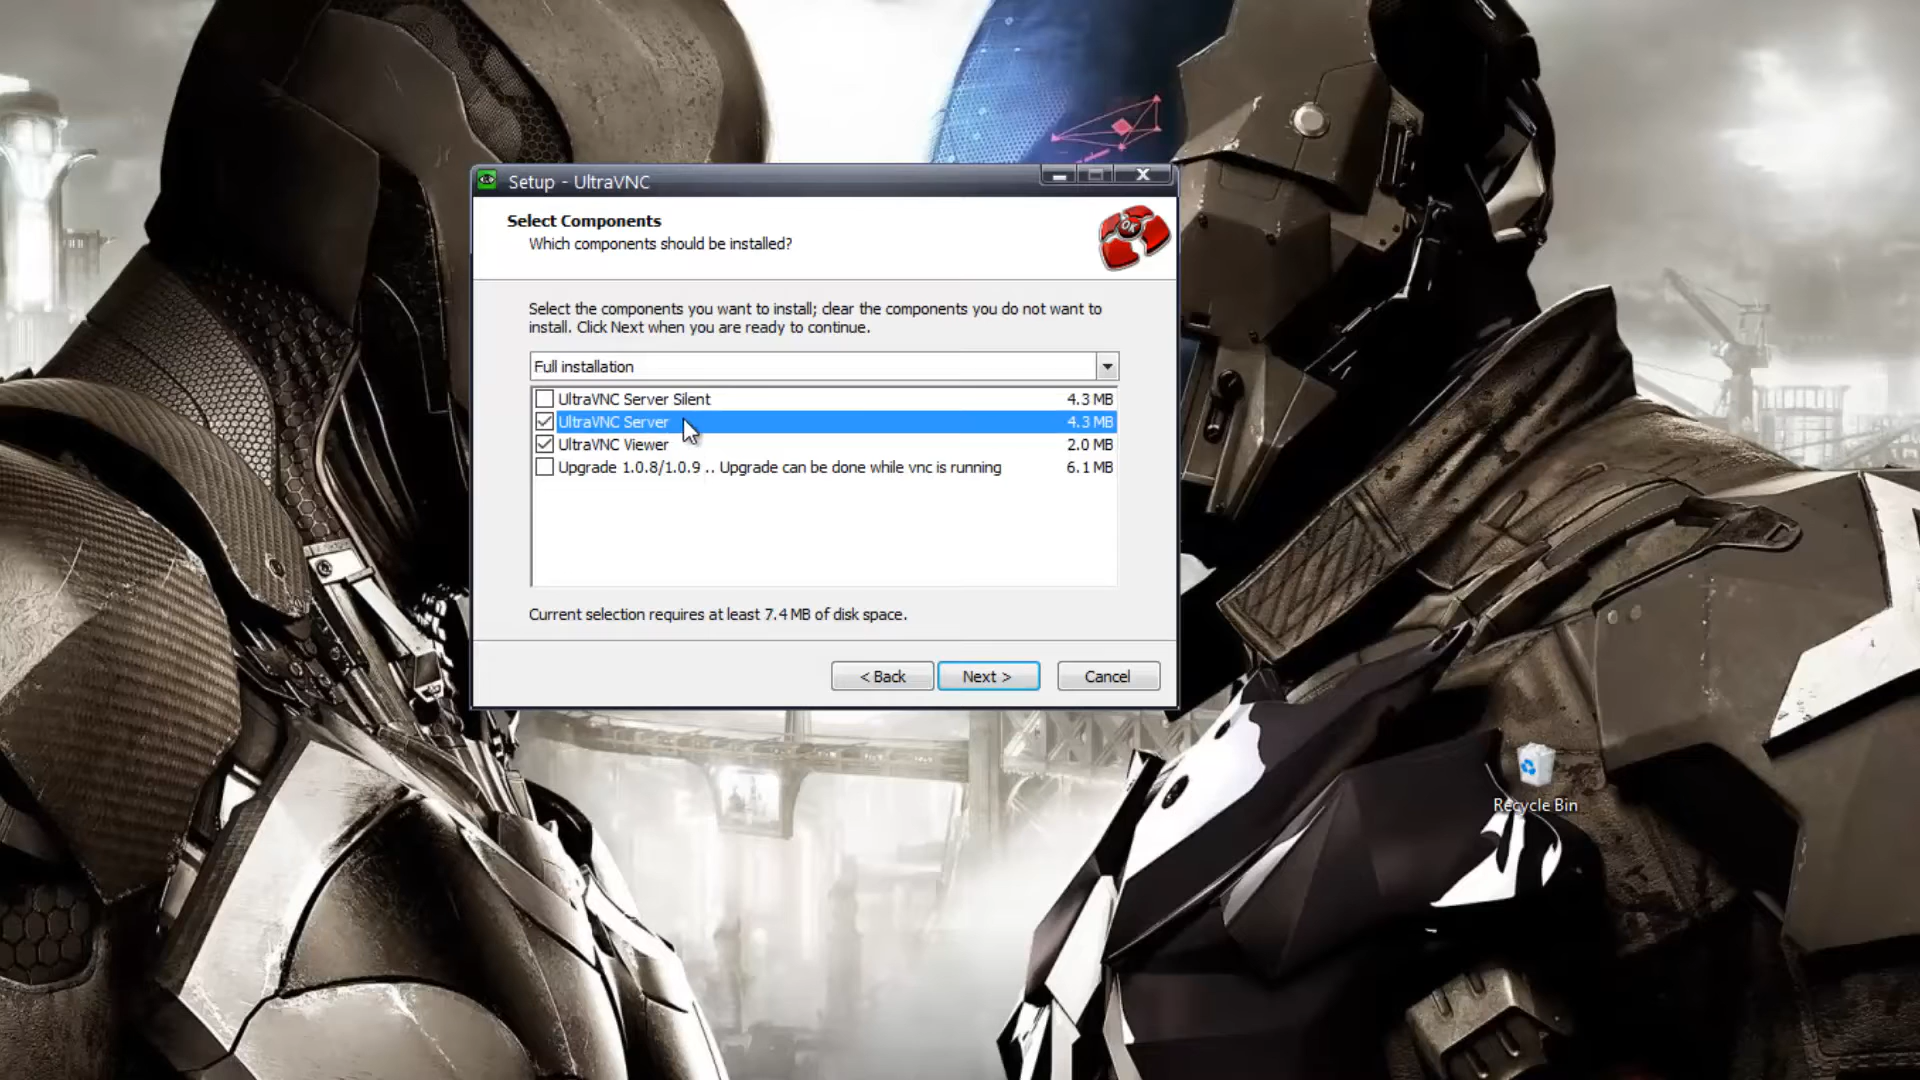 Setup - UltraVNC
Select Components
Which components should be installed?
OK
Select the components you want to install; clear the components you do not want to
install. Click Next when you are ready to continue.
Full installation
UltraVNC Server Silent 4.3 MB
UltraVNC Server 4.3 MB
UltraVNC Viewer 2.0 MB
Upgrade 1.0.8/1.0.9 .. Upgrade can be done while vnc is running 6.1 MB
Current selection requires at least 7.4 MB of disk space.
< Back Next > Cancel
Recycle Bin